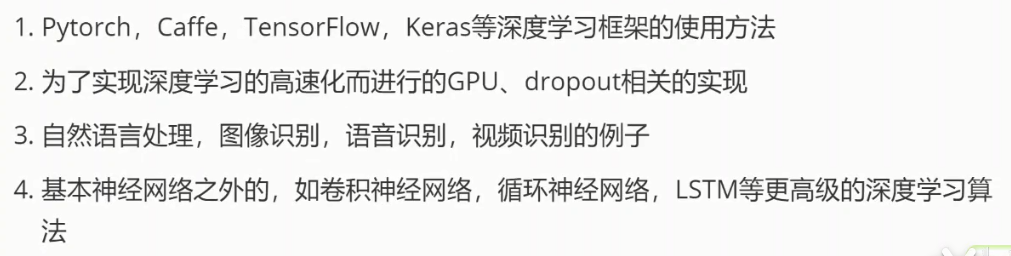 1. Pytorch，Caffe，TensorFlow，Keras等深度学习框架的使用方法
2. 为了实现深度学习的高速化而进行的GPU、dropout相关的实现
3. 自然语言处理，图像识别，语音识别，视频识别的例子
4. 基本神经网络之外的，如卷积神经网络，循环神经网络，LSTM等更高级的深度学习算
法